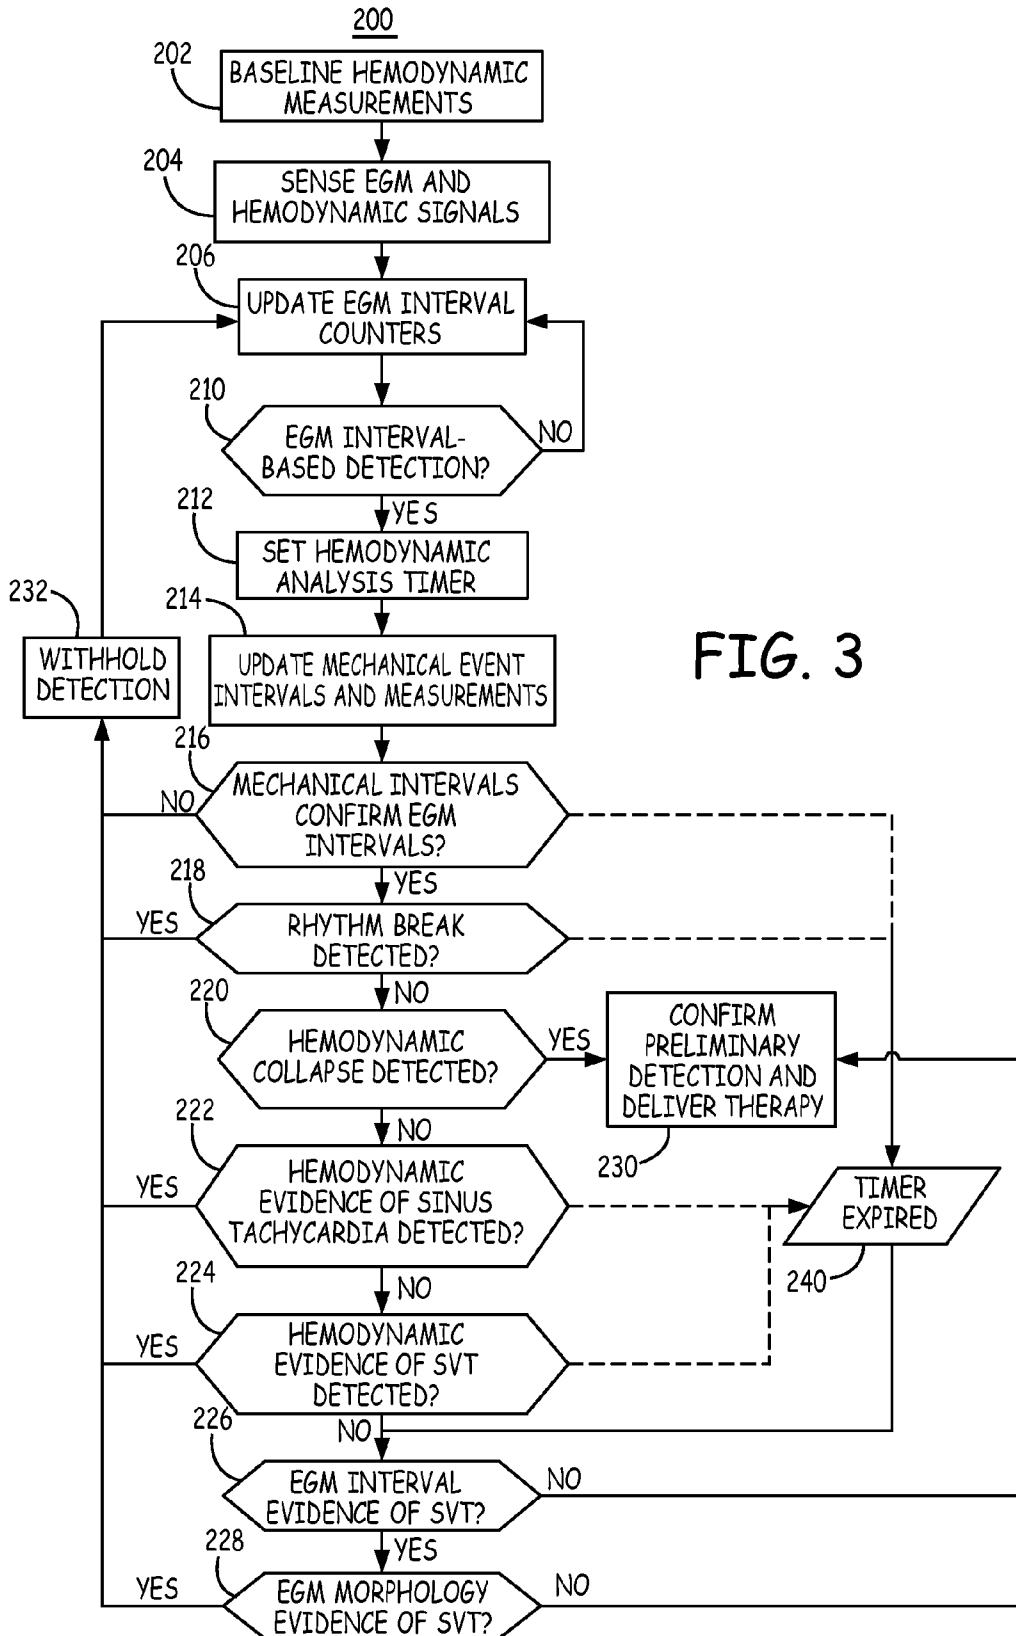 200
202
BASELINE HEMODYNAMIC
MEASUREMENTS
204
SENSE EGM AND
HEMODYNAMIC SIGNALS
206
UPDATE EGM INTERVAL
COUNTERS
210
EGM INTERVAL-
BASED DETECTION?
NO
YES
212
SET HEMODYNAMIC
ANALYSIS TIMER
232
WITHHOLD
DETECTION
214
UPDATE MECHANICAL EVENT
INTERVALS AND MEASUREMENTS
FIG. 3
216
MECHANICAL INTERVALS
CONFIRM EGM
INTERVALS?
NO
YES
218
RHYTHM BREAK
DETECTED?
YES
NO
220
HEMODYNAMIC
COLLAPSE DETECTED?
YES
CONFIRM
PRELIMINARY
DETECTION AND
DELIVER THERAPY
230
NO
222
HEMODYNAMIC
EVIDENCE OF SINUS
TACHYCARDIA DETECTED?
YES
TIMER
EXPIRED
240
NO
224
HEMODYNAMIC
EVIDENCE OF SVT
DETECTED?
YES
NO
226
EGM INTERVAL
EVIDENCE OF SVT?
NO
YES
228
EGM MORPHOLOGY
EVIDENCE OF SVT?
YES
NO